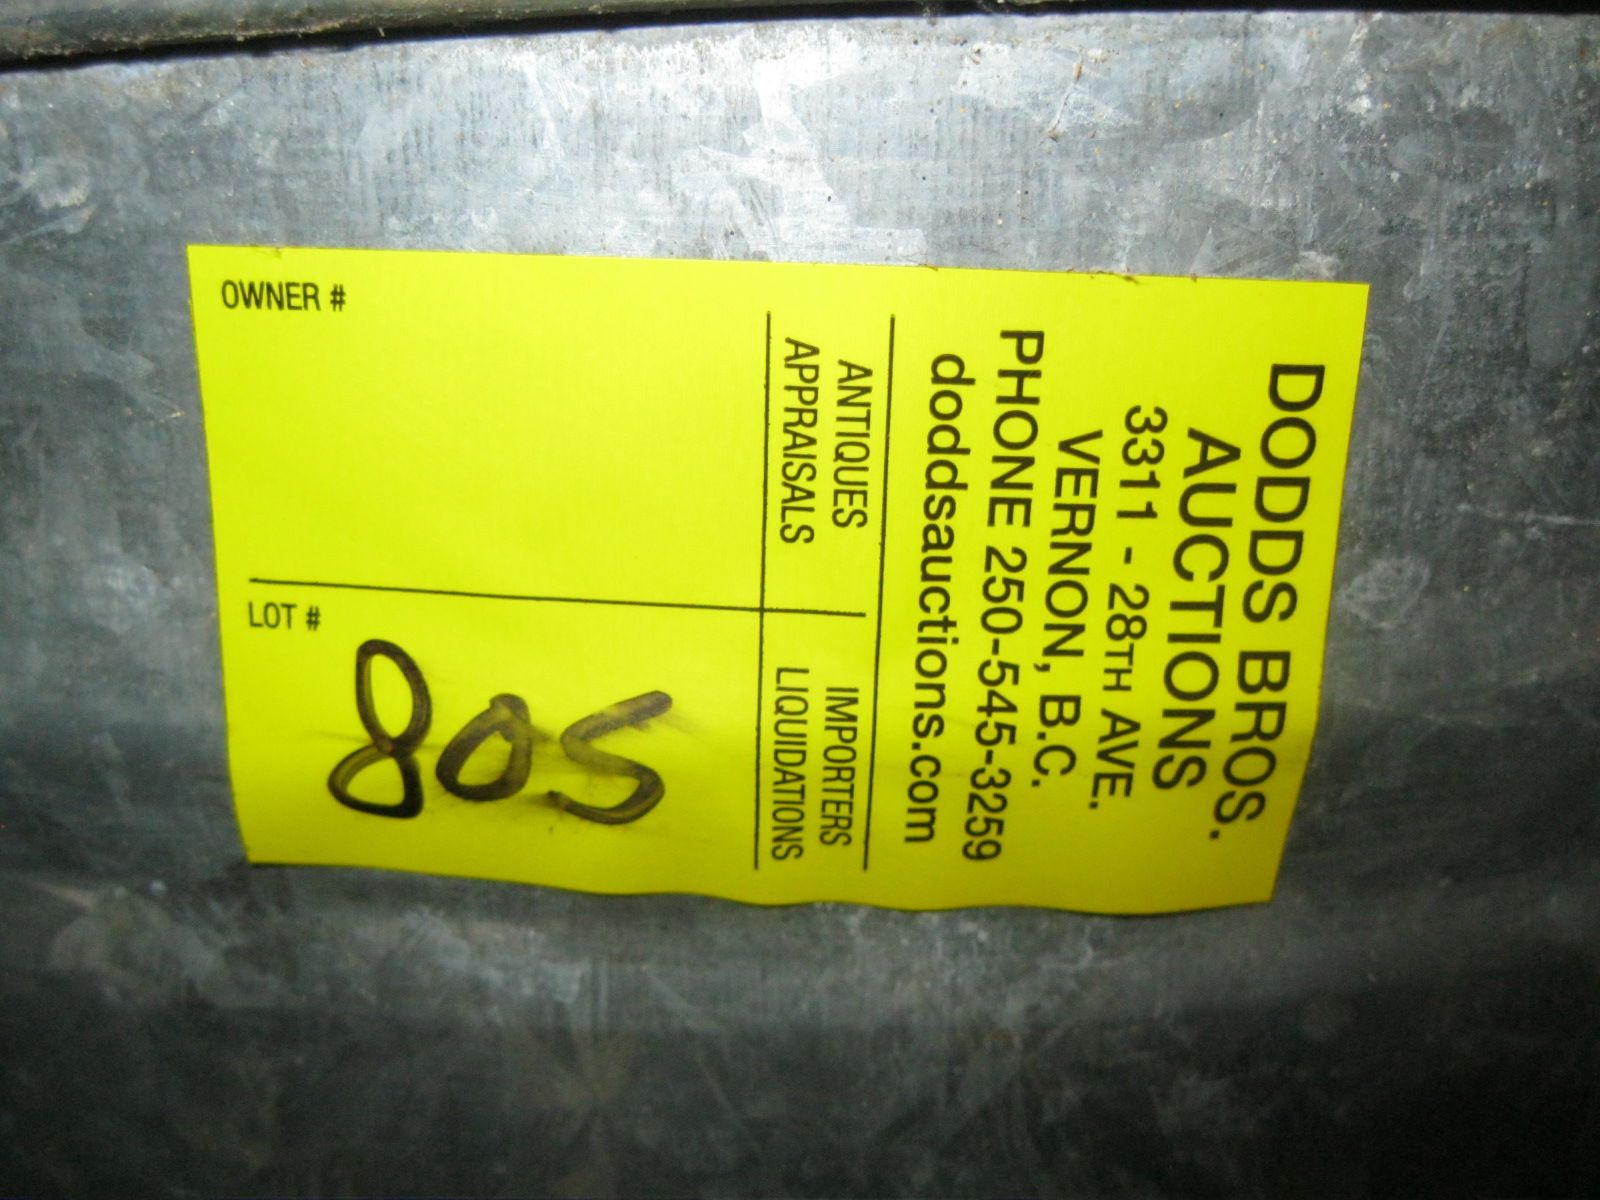 DODDS BROS.
AUCTIONS
3311 - 28TH AVE.
VERNON, B.C.
PHONE 250-545-3259
doddsauctions.com
ANTIQUES IMPORTERS
APPRAISALS LIQUIDATIONS
OWNER #
LOT #
805